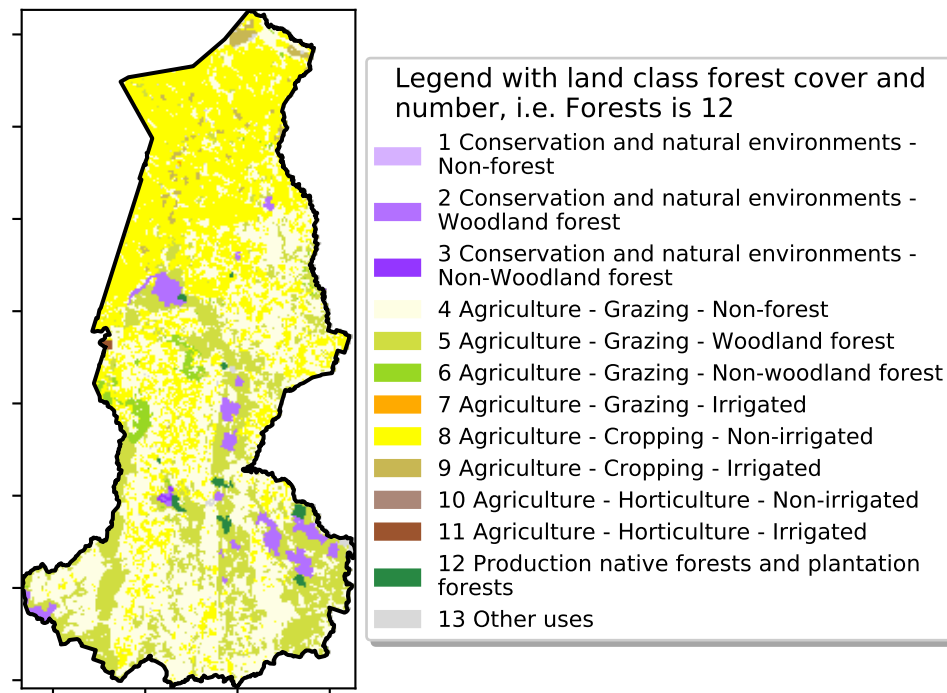 Legend with land class forest cover and
number, i.e. Forests is 12
1 Conservation and natural environments -
Non-forest
2 Conservation and natural environments -
Woodland forest
3 Conservation and natural environments -
Non-Woodland forest
4 Agriculture - Grazing - Non-forest
5 Agriculture - Grazing - Woodland forest
6 Agriculture - Grazing - Non-woodland forest
7 Agriculture - Grazing - Irrigated
8 Agriculture - Cropping - Non-irrigated
9 Agriculture - Cropping - Irrigated
10 Agriculture - Horticulture - Non-irrigated
11 Agriculture - Horticulture - Irrigated
12 Production native forests and plantation
forests
13 Other uses